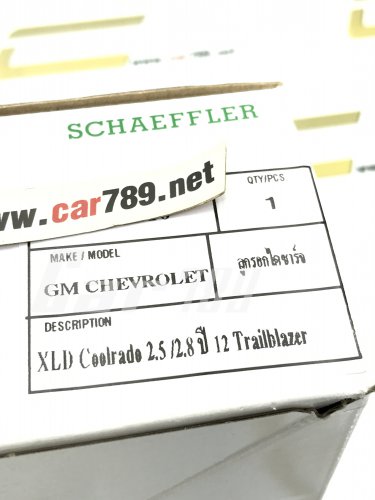 SCHAEFFLER
www.car789.net
QTY/PCS
1
MAKE / MODEL
GM CHEVROLET
ลูกรอกไดชาร์จ
DESCRIPTION
XLD Coolrado 2.5 /2.8 ปี 12 Trailblazer